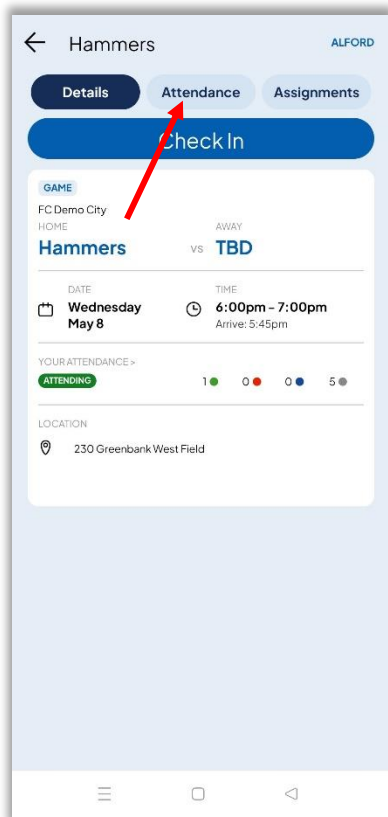 Hammers ALFORD
Details Attendance Assignments
Check In
GAME
FC Demo City
HOME AWAY
Hammers VS TBD
DATE TIME
Wednesday 6:00pm – 7:00pm
May 8 Arrive: 5:45pm
YOUR ATTENDANCE >
ATTENDING 1 0 0 5
LOCATION
230 Greenbank West Field